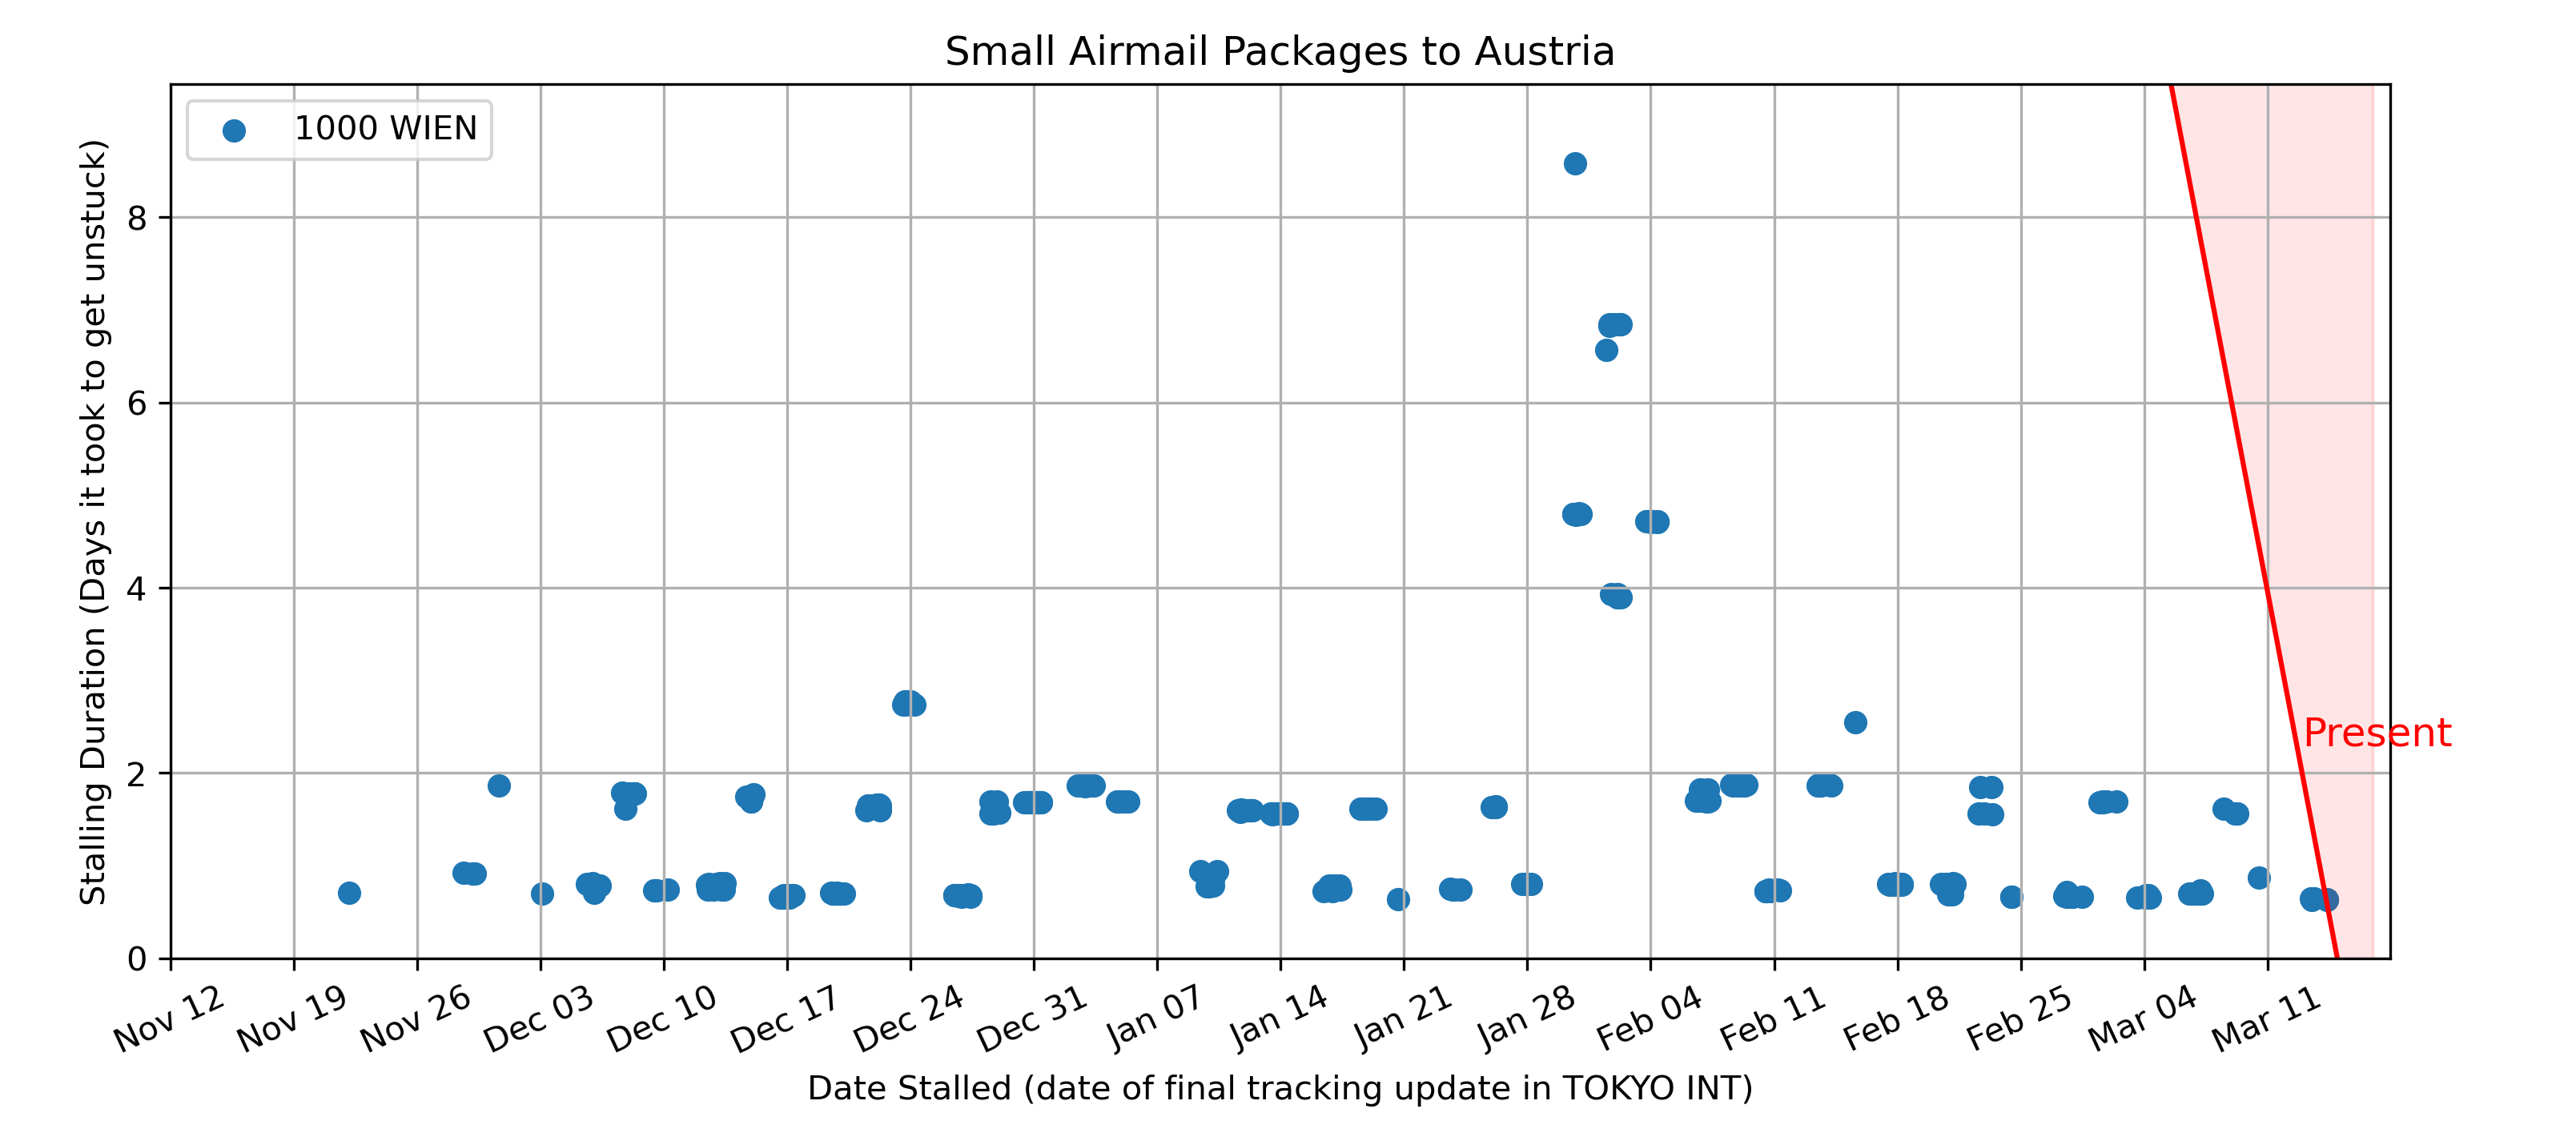 Small Airmail Packages to Austria
1000 WIEN
Stalling Duration (Days it took to get unstuck)
8
6
4
2
0
Present
Nov 12
Nov 19
Nov 26
Dec 03
Dec 10
Dec 17
Dec 24
Dec 31
Jan 07
Jan 14
Jan 21
Jan 28
Feb 04
Feb 11
Feb 18
Feb 25
Mar 04
Mar 11
Date Stalled (date of final tracking update in TOKYO INT)